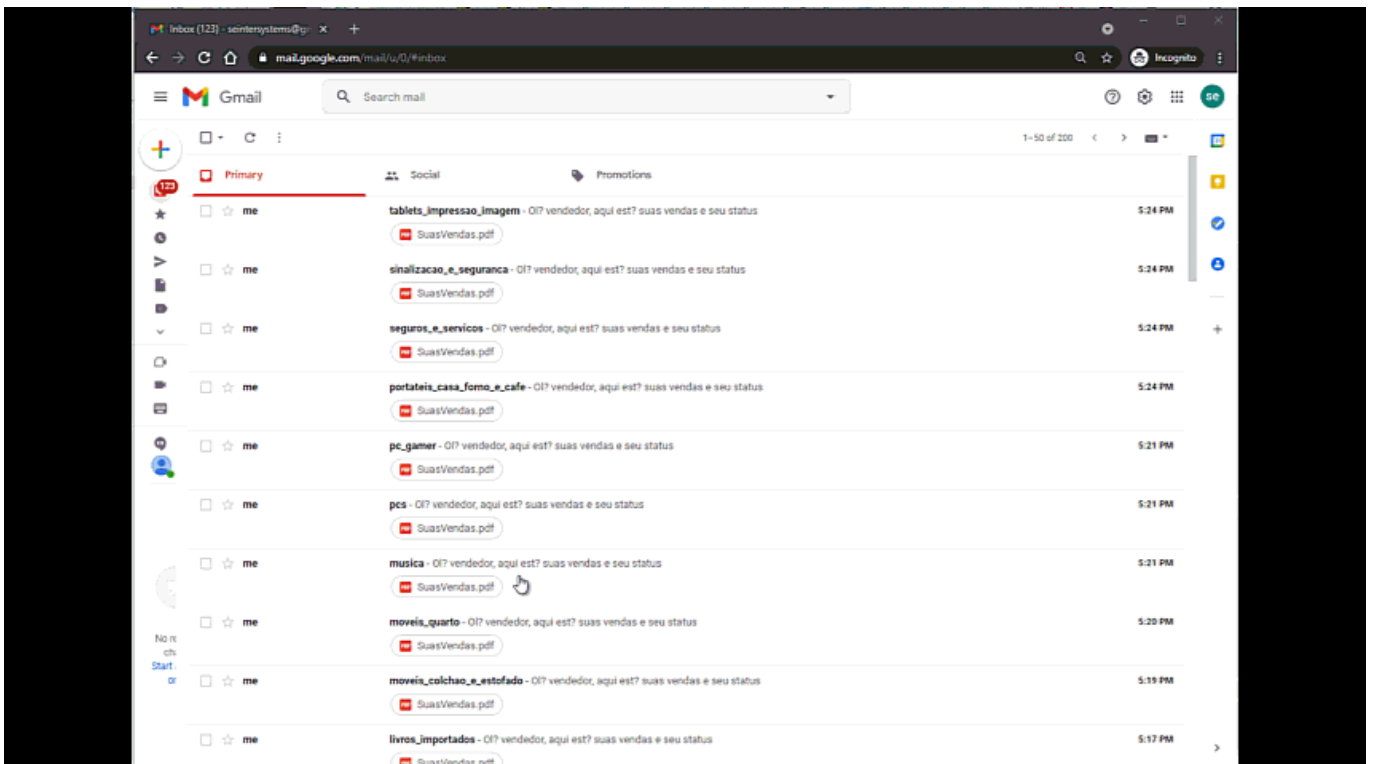 Inbox (123) - seintersystems@g
mail.google.com/mail/u/0/#inbox
Incognito
Gmail
Search mail
se
1–50 of 200
123
Primary
Social
Promotions
me
tablets_impressao_imagem - Ol? vendedor, aqui est? suas vendas e seu status
5:24 PM
SuasVendas.pdf
me
sinalizacao_e_seguranca - Ol? vendedor, aqui est? suas vendas e seu status
5:24 PM
SuasVendas.pdf
me
seguros_e_servicos - Ol? vendedor, aqui est? suas vendas e seu status
5:24 PM
SuasVendas.pdf
me
portateis_casa_forno_e_cafe - Ol? vendedor, aqui est? suas vendas e seu status
5:24 PM
SuasVendas.pdf
me
pc_gamer - Ol? vendedor, aqui est? suas vendas e seu status
5:21 PM
SuasVendas.pdf
me
pcs - Ol? vendedor, aqui est? suas vendas e seu status
5:21 PM
SuasVendas.pdf
me
musica - Ol? vendedor, aqui est? suas vendas e seu status
5:21 PM
SuasVendas.pdf
me
moveis_quarto - Ol? vendedor, aqui est? suas vendas e seu status
5:20 PM
SuasVendas.pdf
me
moveis_colchao_e_estofado - Ol? vendedor, aqui est? suas vendas e seu status
5:19 PM
SuasVendas.pdf
me
livros_importados - Ol? vendedor, aqui est? suas vendas e seu status
5:17 PM
SuasVendas.pdf
No
Start